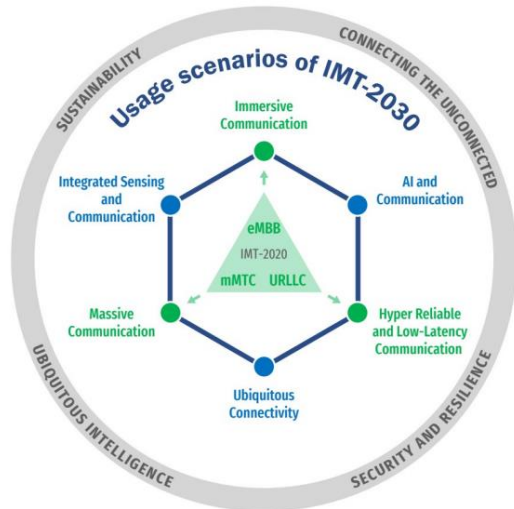 SUSTAINABILITY
CONNECTING THE UNCONNECTED
Usage scenarios of IMT-2030
Immersive
Communication
Integrated Sensing
and
Communication
AI and
Communication
eMBB
IMT-2020
mMTC URLLC
Massive
Communication
Hyper Reliable
and Low-Latency
Communication
Ubiquitous
Connectivity
UBIQUITOUS INTELLIGENCE
SECURITY AND RESILIENCE